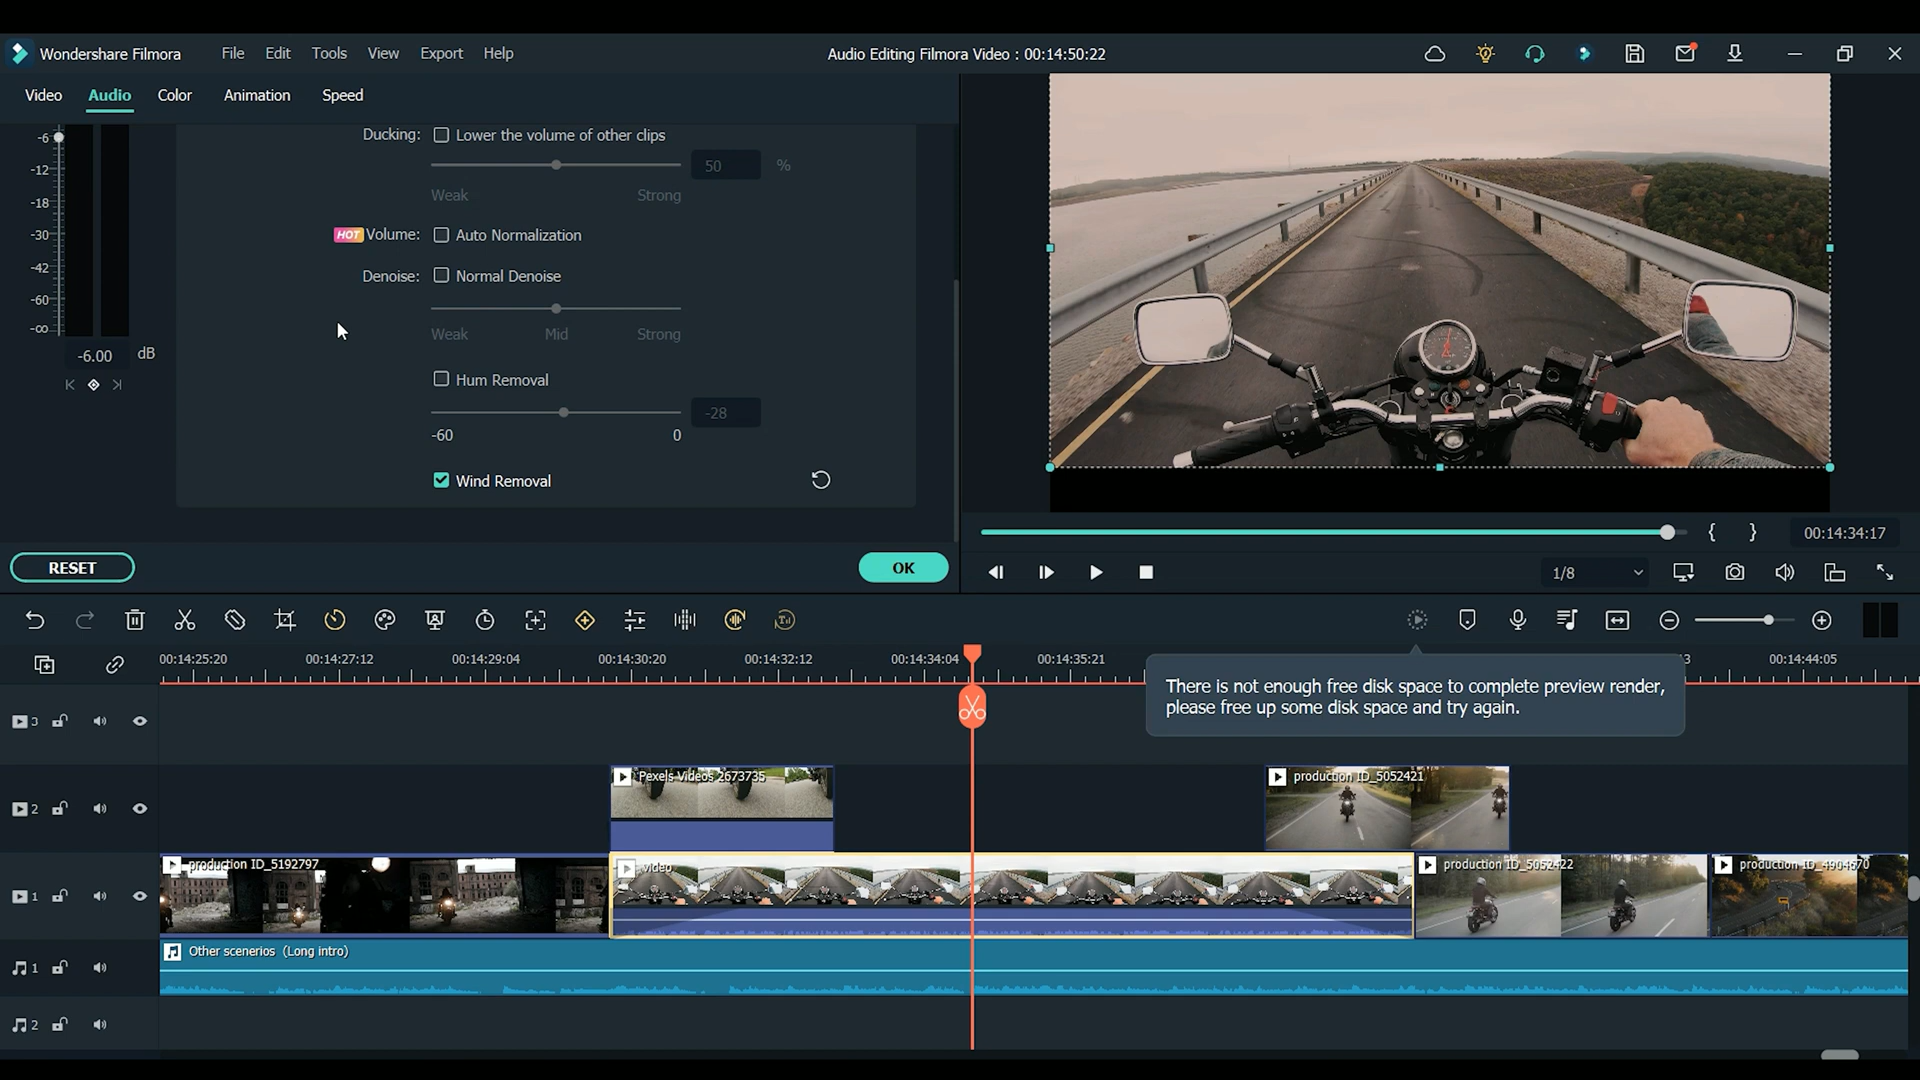 Wondershare Filmora File Edit Tools View Export Help Audio Editing Filmora Video : 00:14:50:22
Video Audio Color Animation Speed
Ducking: Lower the volume of other clips
50 %
Weak Strong
HOT Volume: Auto Normalization
Denoise: Normal Denoise
Weak Mid Strong
Hum Removal
-28
-60 0
Wind Removal
-6
-12
-18
-30
-42
-60
-∞
-6.00 dB
RESET OK
00:14:34:17
1/8
00:14:25:20 00:14:27:12 00:14:29:04 00:14:30:20 00:14:32:12 00:14:34:04 00:14:35:21 13 00:14:44:05
There is not enough free disk space to complete preview render,
please free up some disk space and try again.
3
2 Pexels Videos 2673735 production ID_5052421
1 production ID_5192797 video production ID_5052422 production ID_4904570
1 Other scenerios (Long intro)
2